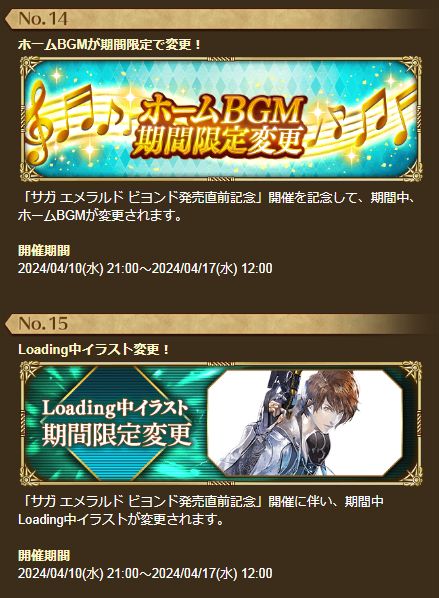 No.14
ホームBGMが期間限定で変更！
ホームBGM
期間限定変更
「サガ エメラルド ビヨンド発売直前記念」開催を記念して、期間中、
ホームBGMが変更されます。
開催期間
2024/04/10(水) 21:00～2024/04/17(水) 12:00
No.15
Loading中イラスト変更！
Loading中イラスト
期間限定変更
「サガ エメラルド ビヨンド発売直前記念」開催に伴い、期間中
Loading中イラストが変更されます。
開催期間
2024/04/10(水) 21:00～2024/04/17(水) 12:00